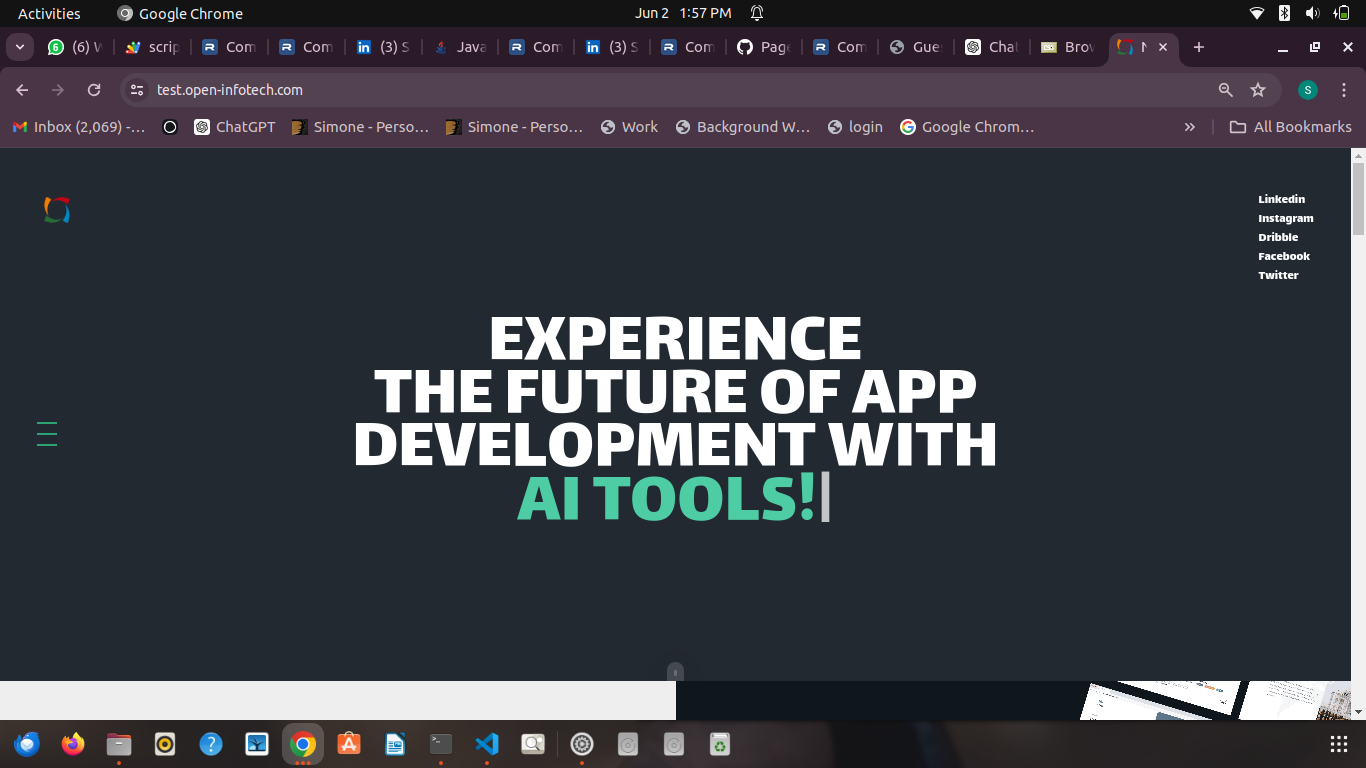 Activities
Google Chrome
Jun 2 1:57 PM
(6) W
scrip
Com
Com
(3) S
Java
Com
(3) S
Com
Page
Com
Gues
Chat
Brow
N
test.open-infotech.com
S
Inbox (2,069) -...
ChatGPT
Simone - Perso...
Simone - Perso...
Work
Background W...
login
Google Chrom...
All Bookmarks
Linkedin
Instagram
Dribble
Facebook
Twitter
EXPERIENCE
THE FUTURE OF APP
DEVELOPMENT WITH
AI TOOLS!